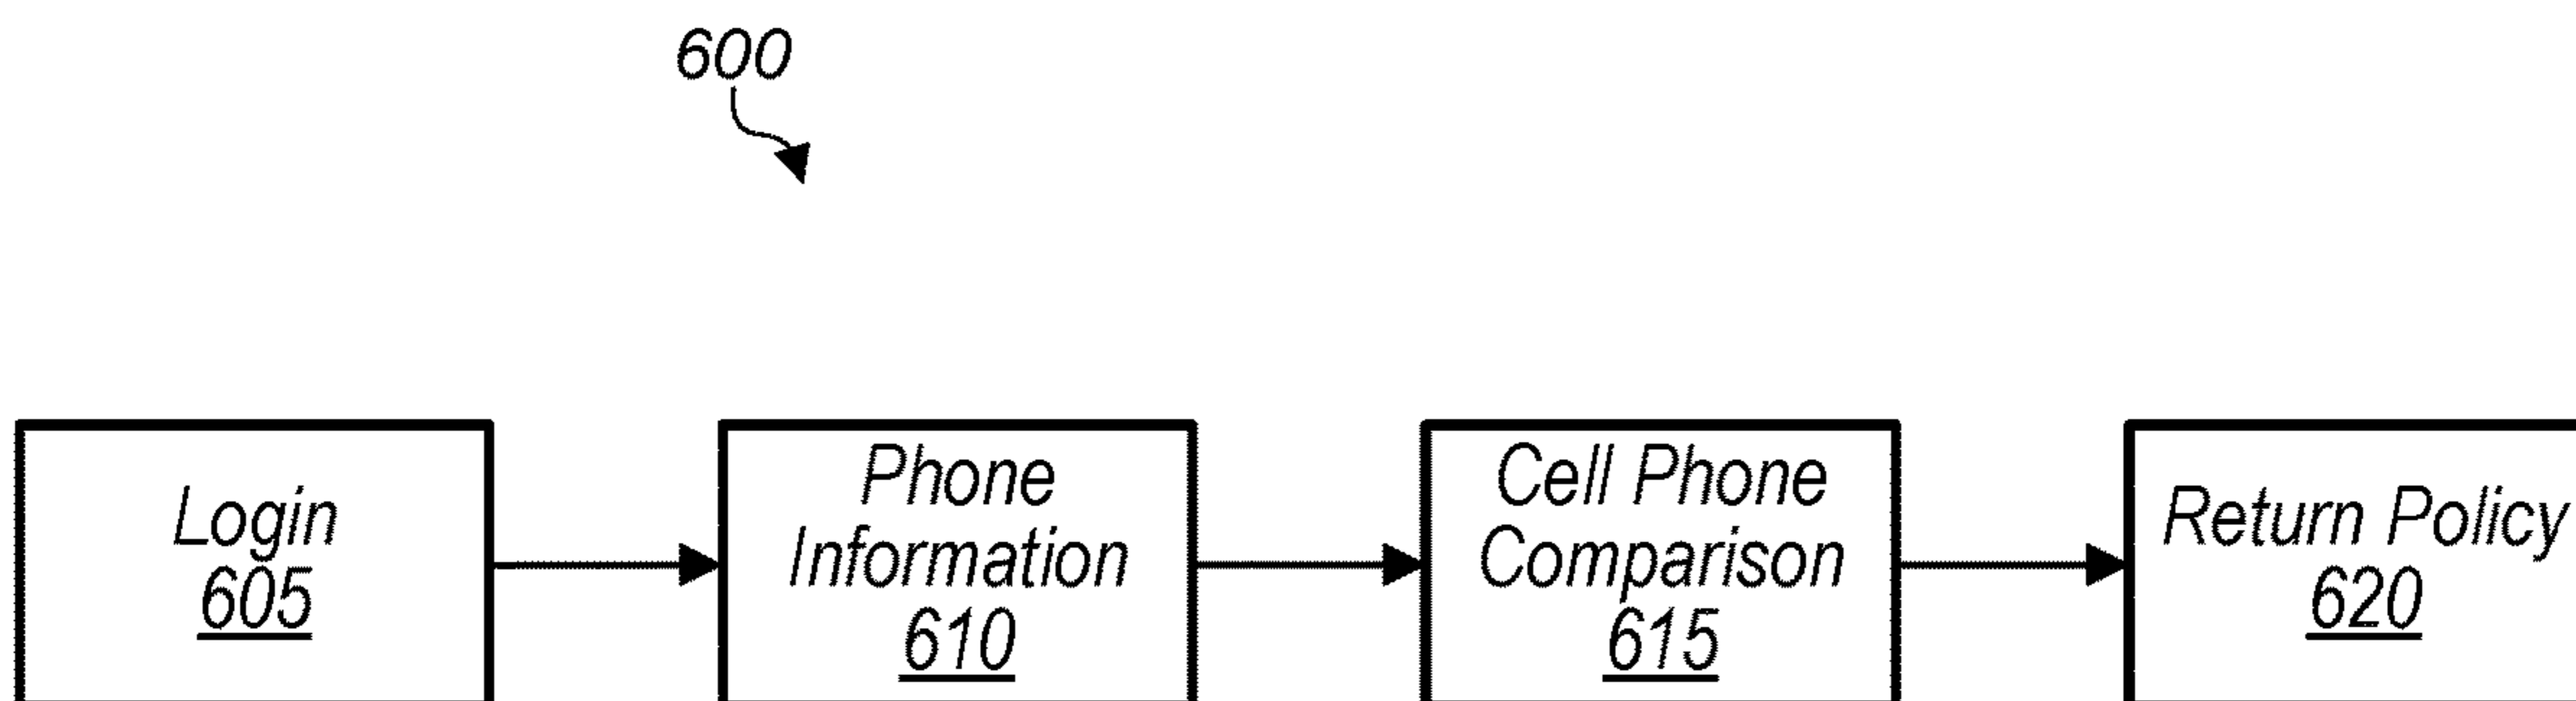 600
Login
605
Phone
Information
610
Cell Phone
Comparison
615
Return Policy
620